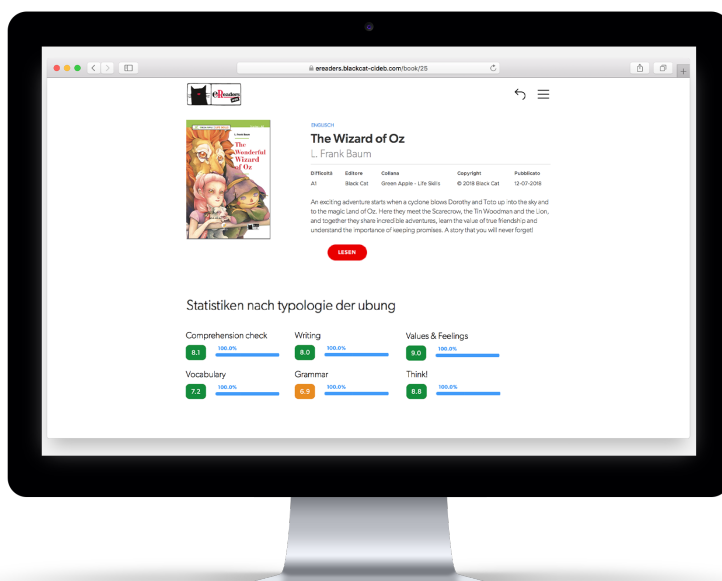 ereaders.blackcat-cideb.com/book/25
eReaders
ENGLISCH
The Wizard of Oz
L. Frank Baum
The
Wonderful
Wizard
of Oz
Difficoltà Editore Collana Copyright Pubblicato
A1 Black Cat Green Apple - Life Skills © 2018 Black Cat 12-07-2018
An exciting adventure starts when a cyclone blows Dorothy and Toto up into the sky and
to the magic Land of Oz. Here they meet the Scarecrow, the Tin Woodman and the Lion,
and together they share incredible adventures, learn the value of true friendship and
understand the importance of keeping promises. A story that you will never forget!
LESEN
Statistiken nach typologie der ubung
Comprehension check Writing Values & Feelings
8.1 100.0% 8.0 100.0% 9.0 100.0%
Vocabulary Grammar Think!
7.2 100.0% 6.9 100.0% 8.8 100.0%